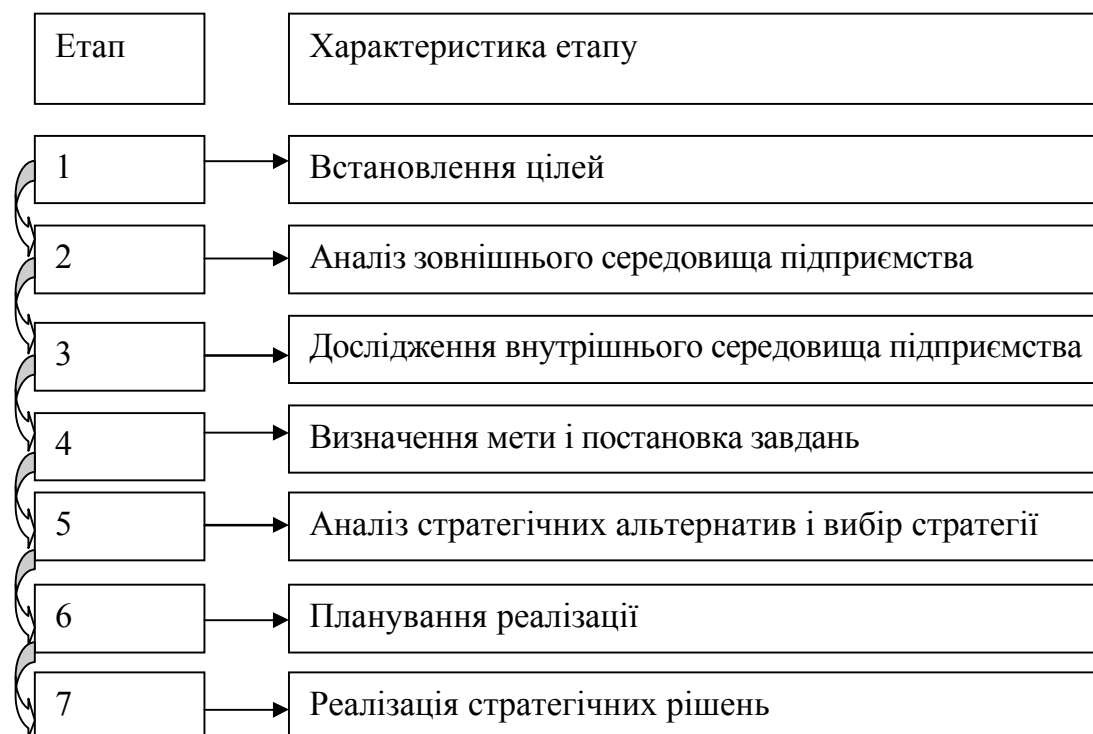 Етап Характеристика етапу
1 Встановлення цілей
2 Аналіз зовнішнього середовища підприємства
3 Дослідження внутрішнього середовища підприємства
4 Визначення мети і постановка завдань
5 Аналіз стратегічних альтернатив і вибір стратегії
6 Планування реалізації
7 Реалізація стратегічних рішень